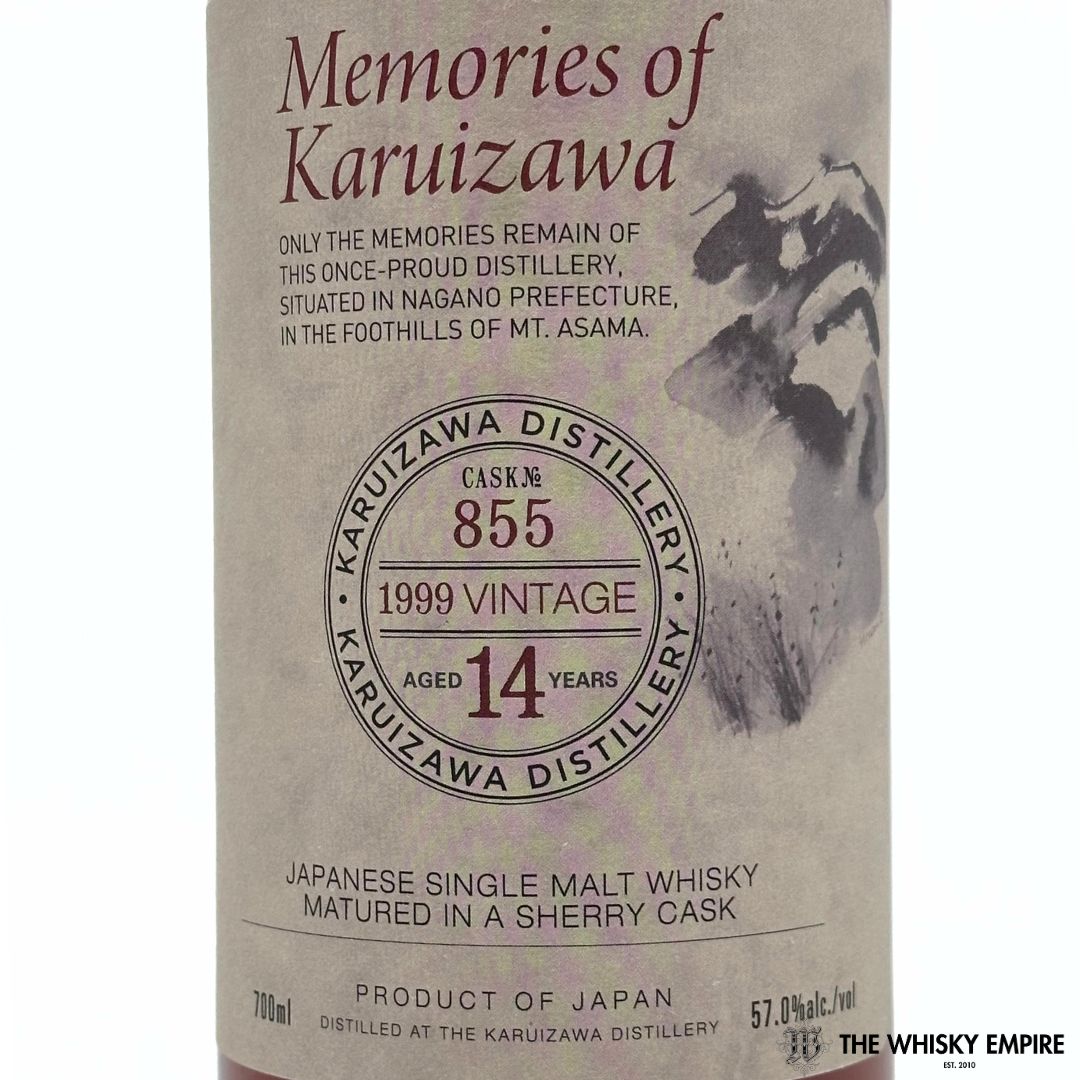 Memories of
Karuizawa
ONLY THE MEMORIES REMAIN OF
THIS ONCE-PROUD DISTILLERY,
SITUATED IN NAGANO PREFECTURE,
IN THE FOOTHILLS OF MT. ASAMA.
KARUIZAWA DISTILLERY
CASK №
855
1999 VINTAGE
AGED 14 YEARS
KARUIZAWA DISTILLERY
JAPANESE SINGLE MALT WHISKY
MATURED IN A SHERRY CASK
700ml
PRODUCT OF JAPAN
57.0%alc./vol
DISTILLED AT THE KARUIZAWA DISTILLERY
THE WHISKY EMPIRE
EST. 2010